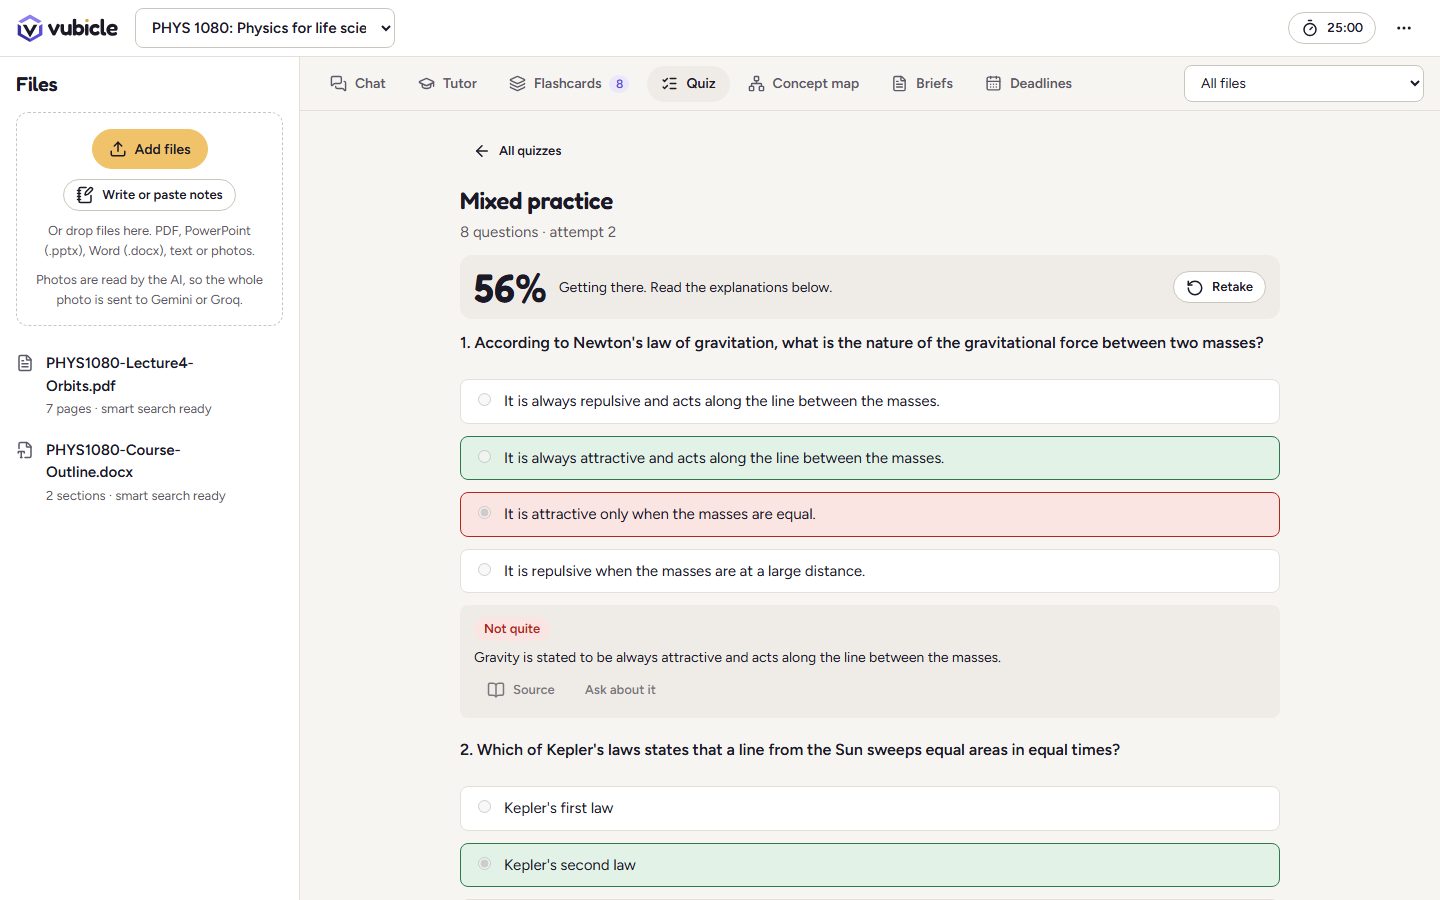 vubicle
PHYS 1080: Physics for life scie
25:00
Files
Add files
Write or paste notes
Or drop files here. PDF, PowerPoint
(.pptx), Word (.docx), text or photos.
Photos are read by the AI, so the whole
photo is sent to Gemini or Groq.
PHYS1080-Lecture4-
Orbits.pdf
7 pages · smart search ready
PHYS1080-Course-
Outline.docx
2 sections · smart search ready
Chat
Tutor
Flashcards 8
Quiz
Concept map
Briefs
Deadlines
All files
All quizzes
Mixed practice
8 questions · attempt 2
56% Getting there. Read the explanations below.
Retake
1. According to Newton's law of gravitation, what is the nature of the gravitational force between two masses?
It is always repulsive and acts along the line between the masses.
It is always attractive and acts along the line between the masses.
It is attractive only when the masses are equal.
It is repulsive when the masses are at a large distance.
Not quite
Gravity is stated to be always attractive and acts along the line between the masses.
Source
Ask about it
2. Which of Kepler's laws states that a line from the Sun sweeps equal areas in equal times?
Kepler's first law
Kepler's second law